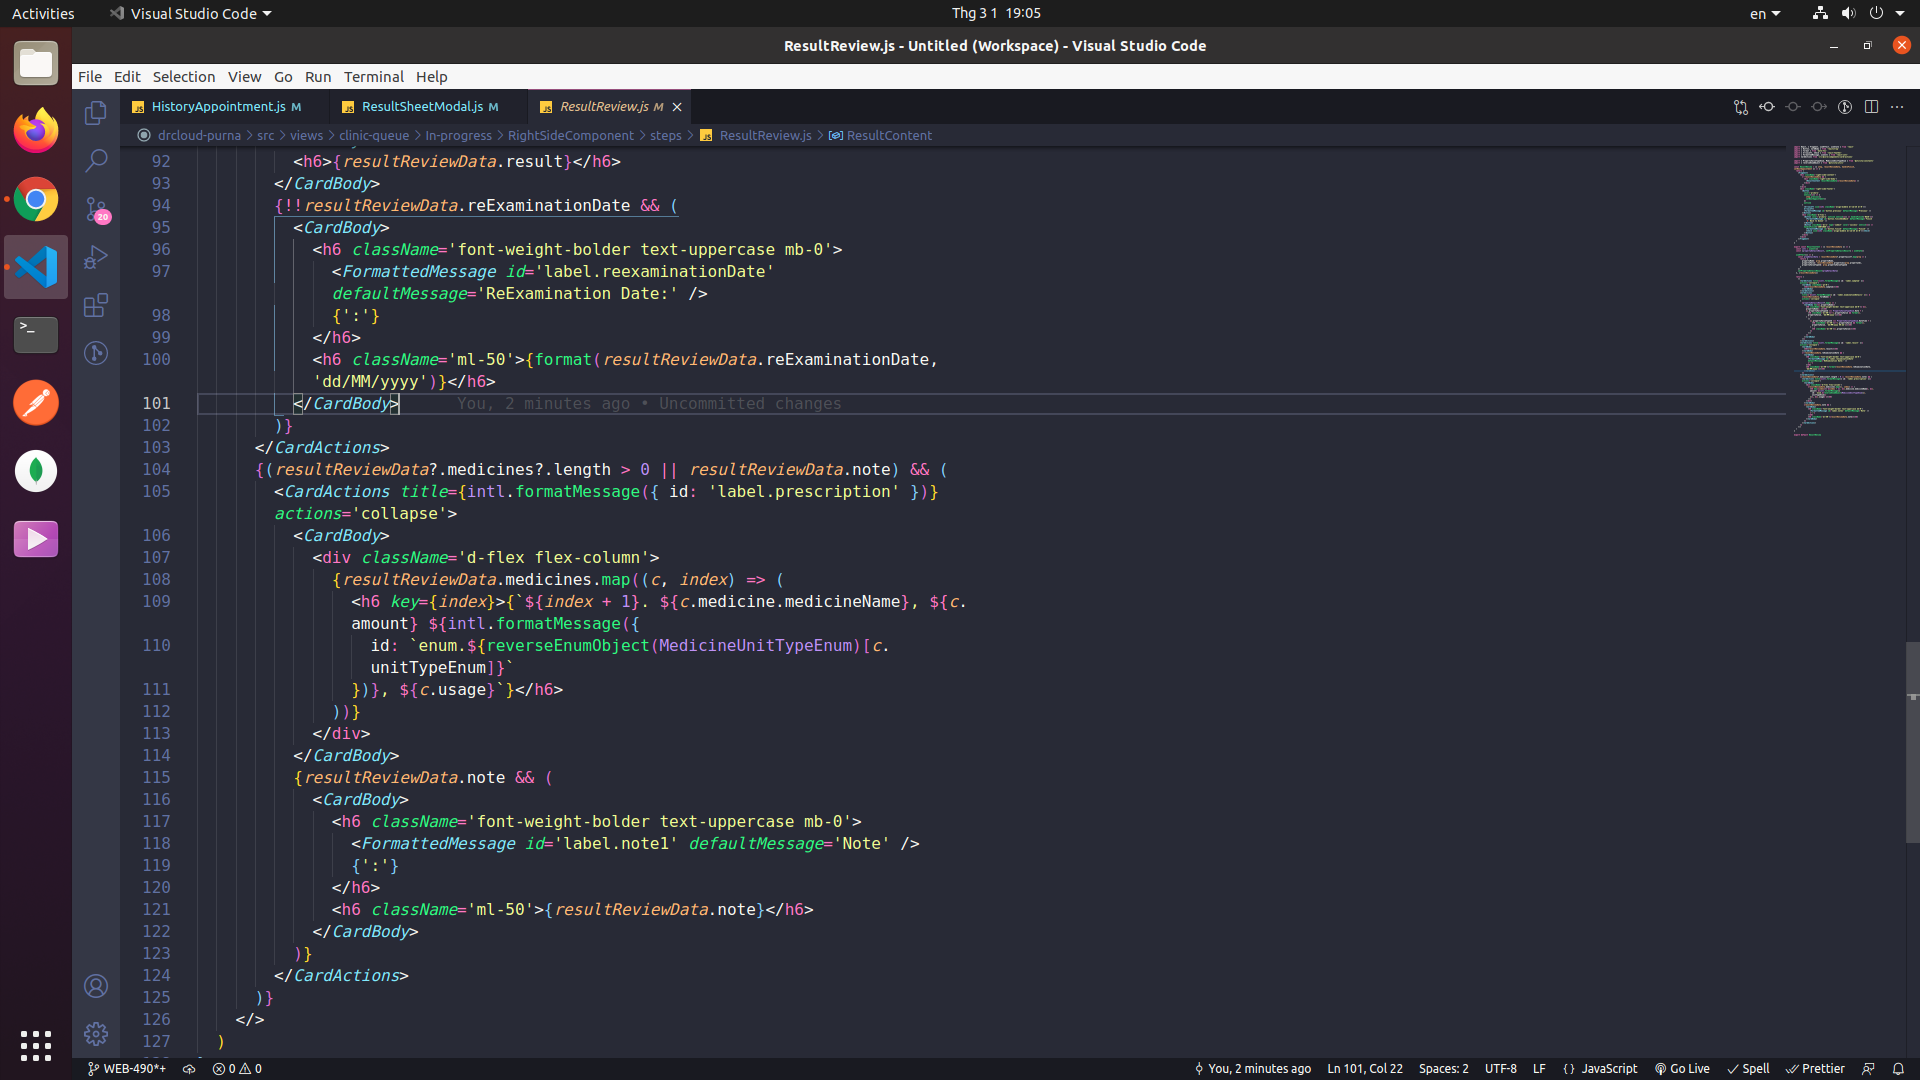 Activities
Visual Studio Code
Thg 3 1 19:05
en
ResultReview.js - Untitled (Workspace) - Visual Studio Code
File Edit Selection View Go Run Terminal Help
JS HistoryAppointment.js M
JS ResultSheetModal.js M
JS ResultReview.js M
drcloud-purna > src > views > clinic-queue > In-progress > RightSideComponent > steps > JS ResultReview.js > ResultContent
20
92 <h6>{resultReviewData.result}</h6>
93 </CardBody>
94 {!!resultReviewData.reExaminationDate && (
95 <CardBody>
96 <h6 className='font-weight-bolder text-uppercase mb-0'>
97 <FormattedMessage id='label.reexaminationDate'
defaultMessage='ReExamination Date:' />
98 {':'}
99 </h6>
100 <h6 className='ml-50'>{format(resultReviewData.reExaminationDate,
'dd/MM/yyyy')}</h6>
101 </CardBody> You, 2 minutes ago • Uncommitted changes
102 )}
103 </CardActions>
104 {(resultReviewData?.medicines?.length > 0 || resultReviewData.note) && (
105 <CardActions title={intl.formatMessage({ id: 'label.prescription' })}
actions='collapse'>
106 <CardBody>
107 <div className='d-flex flex-column'>
108 {resultReviewData.medicines.map((c, index) => (
109 <h6 key={index}>{`${index + 1}. ${c.medicine.medicineName}, ${c.
amount} ${intl.formatMessage({
110 id: `enum.${reverseEnumObject(MedicineUnitTypeEnum)[c.
unitTypeEnum]}`
111 })}, ${c.usage}`}</h6>
112 ))}
113 </div>
114 </CardBody>
115 {resultReviewData.note && (
116 <CardBody>
117 <h6 className='font-weight-bolder text-uppercase mb-0'>
118 <FormattedMessage id='label.note1' defaultMessage='Note' />
119 {':'}
120 </h6>
121 <h6 className='ml-50'>{resultReviewData.note}</h6>
122 </CardBody>
123 )}
124 </CardActions>
125 )}
126 </>
127 )
WEB-490*+ 0 0 You, 2 minutes ago Ln 101, Col 22 Spaces: 2 UTF-8 LF {} JavaScript Go Live Spell Prettier